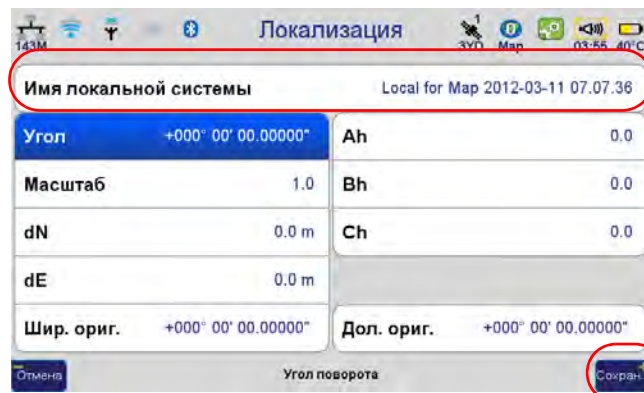 Локализация
143M
1
3YD
Map
03:55 40°C
Имя локальной системы Local for Map 2012-03-11 07.07.36
Угол +000° 00' 00.00000" Ah 0.0
Масштаб 1.0 Bh 0.0
dN 0.0 m Ch 0.0
dE 0.0 m
Шир. ориг. +000° 00' 00.00000" Дол. ориг. +000° 00' 00.00000"
Отмена Угол поворота Сохран